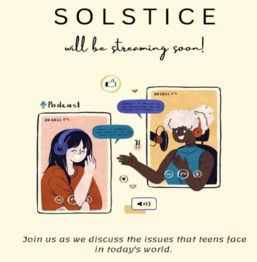 SOLSTICE
will be streaming soon!
Podcast
Join us as we discuss the issues that teens face
in today's world.